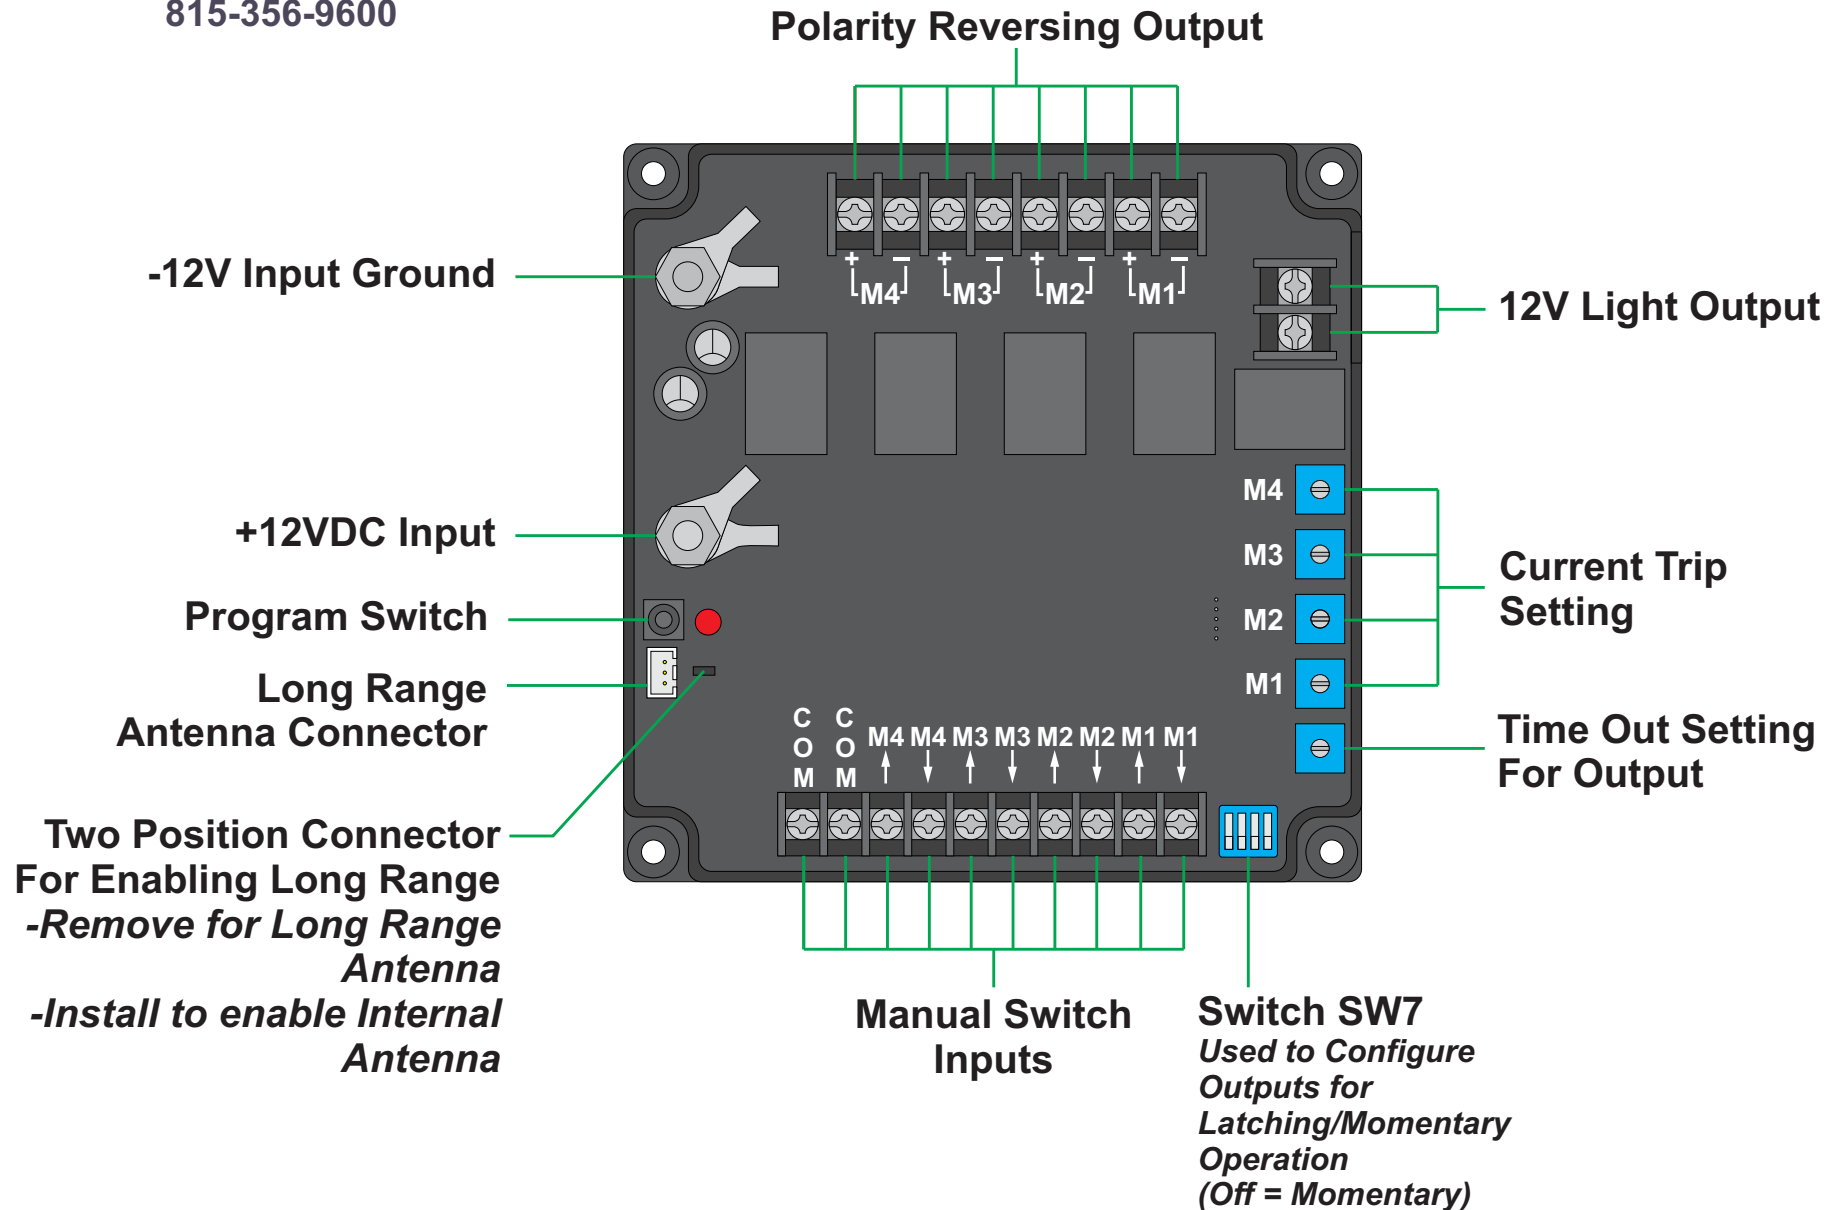 815-356-9600
Polarity Reversing Output
-12V Input Ground
+ − + − + − + −
M4 M3 M2 M1
12V Light Output
+12VDC Input
M4
M3
M2
M1
Current Trip
Setting
Program Switch
Long Range
Antenna Connector
Time Out Setting
For Output
COM COM M4 M4 M3 M3 M2 M2 M1 M1
↑ ↓ ↑ ↓ ↑ ↓ ↑ ↓
Two Position Connector
For Enabling Long Range
-Remove for Long Range
Antenna
-Install to enable Internal
Antenna
Manual Switch
Inputs
Switch SW7
Used to Configure
Outputs for
Latching/Momentary
Operation
(Off = Momentary)